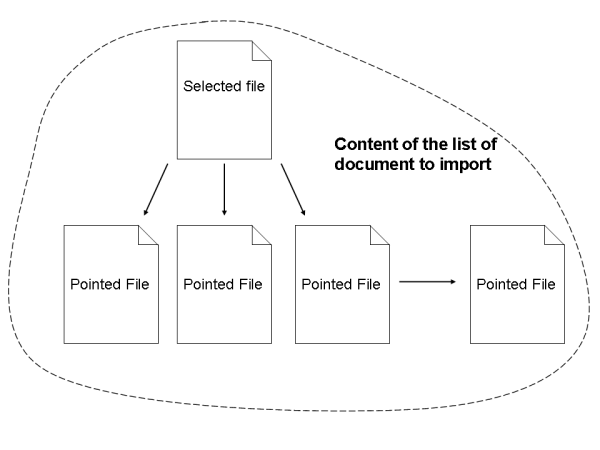 Selected file
Content of the list of
document to import
Pointed File
Pointed File
Pointed File
Pointed File